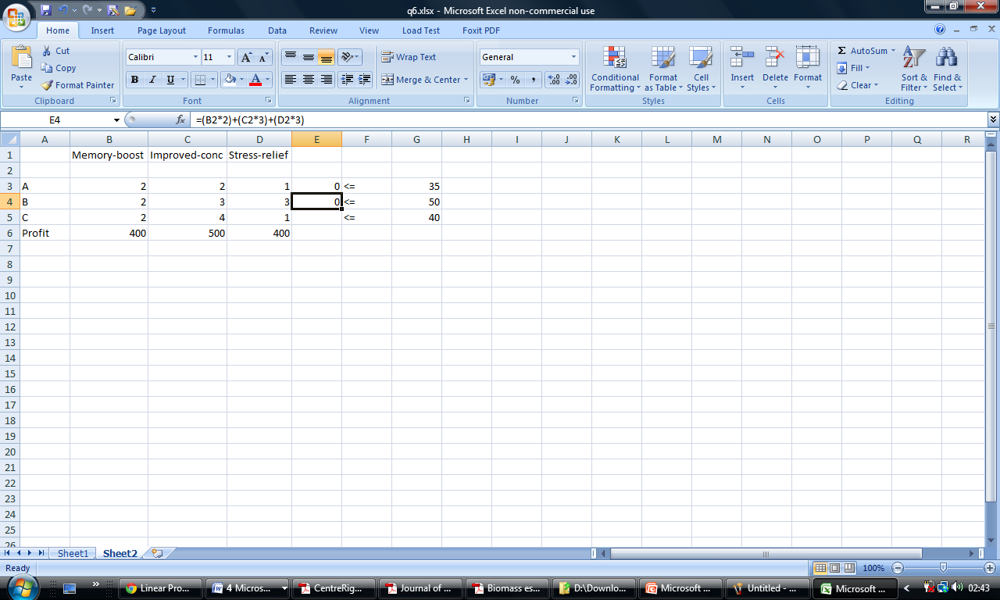 q6.xlsx - Microsoft Excel non-commercial use
Home Insert Page Layout Formulas Data Review View Load Test Foxit PDF
Paste Cut Copy Format Painter Clipboard
Calibri 11 B I U A A A Font
Wrap Text Merge & Center Alignment
General % , .00 .0 Number
Conditional Formatting Format as Table Cell Styles Styles
Insert Delete Format Cells
Σ AutoSum Fill Clear Sort & Filter Find & Select Editing
E4 fx =(B2*2)+(C2*3)+(D2*3)
A B C D E F G H I J K L M N O P Q R
1 Memory-boost Improved-conc Stress-relief
2
3 A 2 2 1 0 <= 35
4 B 2 3 3 0 <= 50
5 C 2 4 1 <= 40
6 Profit 400 500 400
7
8
9
10
11
12
13
14
15
16
17
18
19
20
21
22
23
24
25
26
Sheet1 Sheet2
Ready 100%
Linear Pro... 4 Micros... CentreRig... Journal of ... Biomass es... D:\Downlo... Microsoft ... Untitled - ... Microsoft ... 02:43